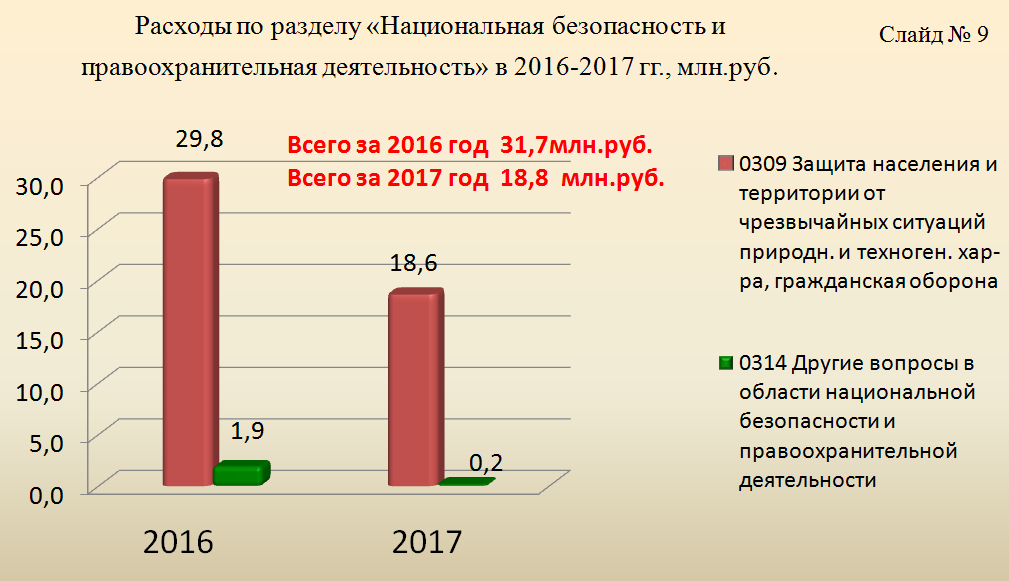 Расходы по разделу «Национальная безопасность и
правоохранительная деятельность» в 2016-2017 гг., млн.руб.
Слайд № 9
Всего за 2016 год 31,7млн.руб.
Всего за 2017 год 18,8 млн.руб.
29,8
1,9
18,6
0,2
30,0
25,0
20,0
15,0
10,0
5,0
0,0
2016
2017
0309 Защита населения и
территории от
чрезвычайных ситуаций
природн. и техноген. хар-
ра, гражданская оборона
0314 Другие вопросы в
области национальной
безопасности и
правоохранительной
деятельности